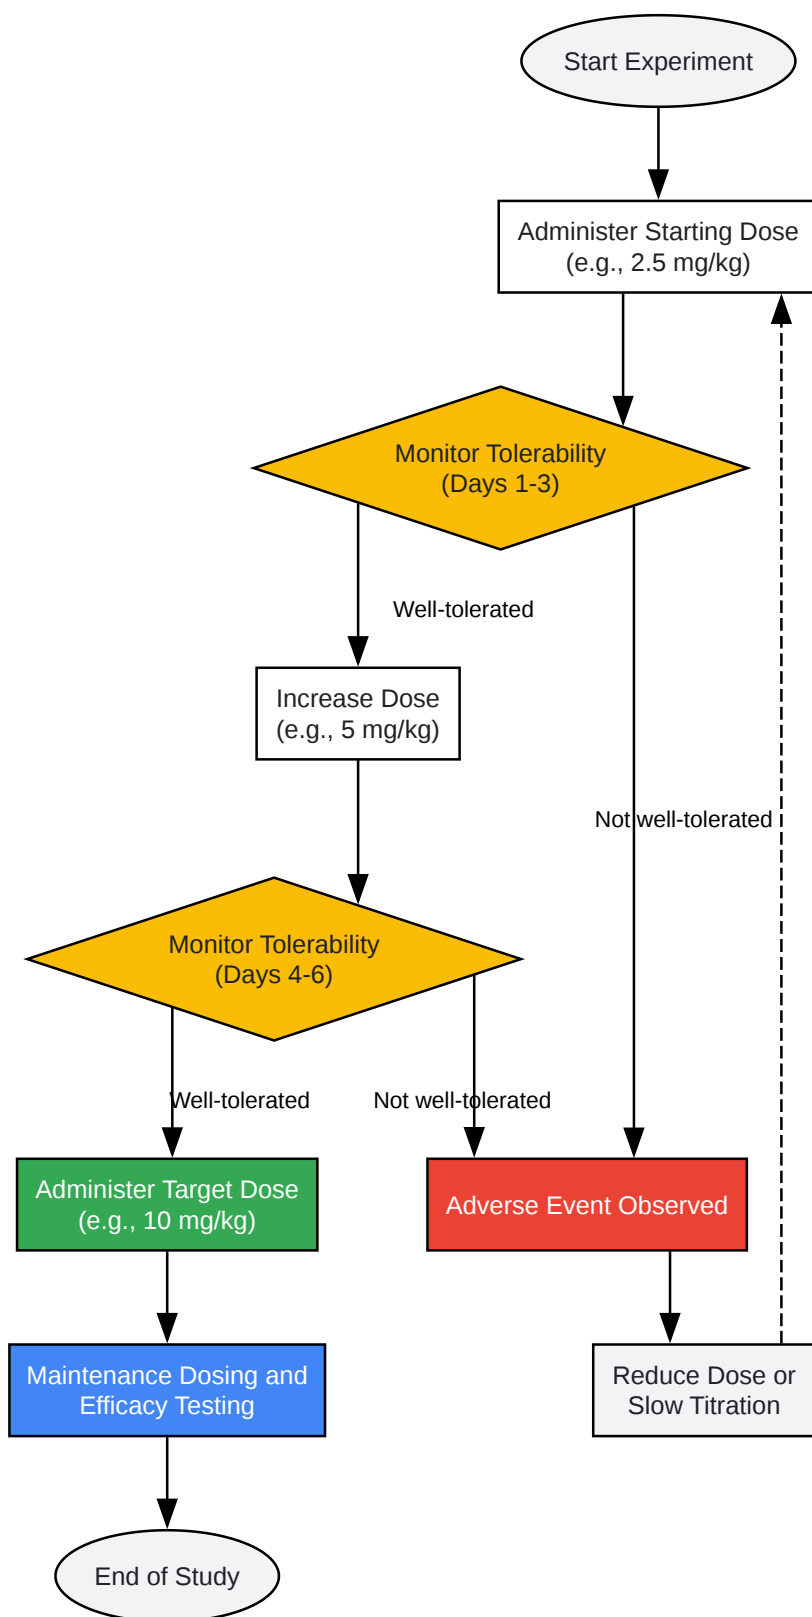 Start Experiment
Administer Starting Dose
(e.g., 2.5 mg/kg)
Monitor Tolerability
(Days 1-3)
Well-tolerated
Increase Dose
(e.g., 5 mg/kg)
Not well-tolerated
Monitor Tolerability
(Days 4-6)
Well-tolerated
Not well-tolerated
Administer Target Dose
(e.g., 10 mg/kg)
Adverse Event Observed
Maintenance Dosing and
Efficacy Testing
Reduce Dose or
Slow Titration
End of Study